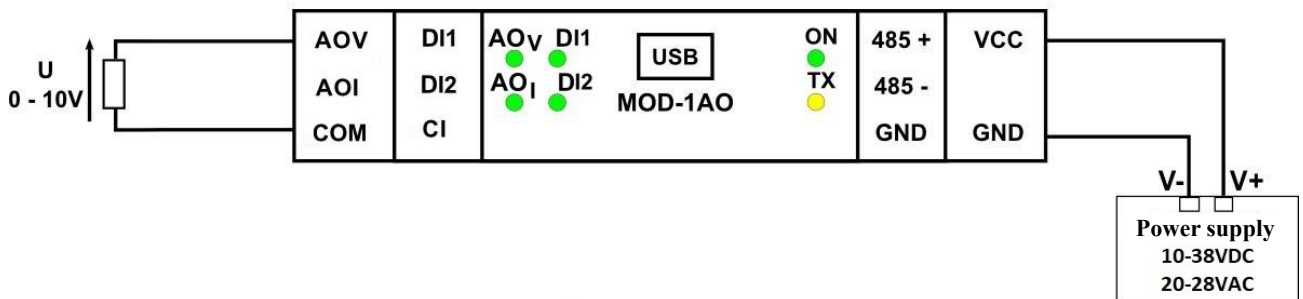 U
0 - 10V
AOV
AOI
COM
DI1
DI2
CI
AOV DI1
AOI DI2
USB
MOD-1AO
ON
TX
485 +
485 -
GND
VCC
GND
V- V+
Power supply
10-38VDC
20-28VAC